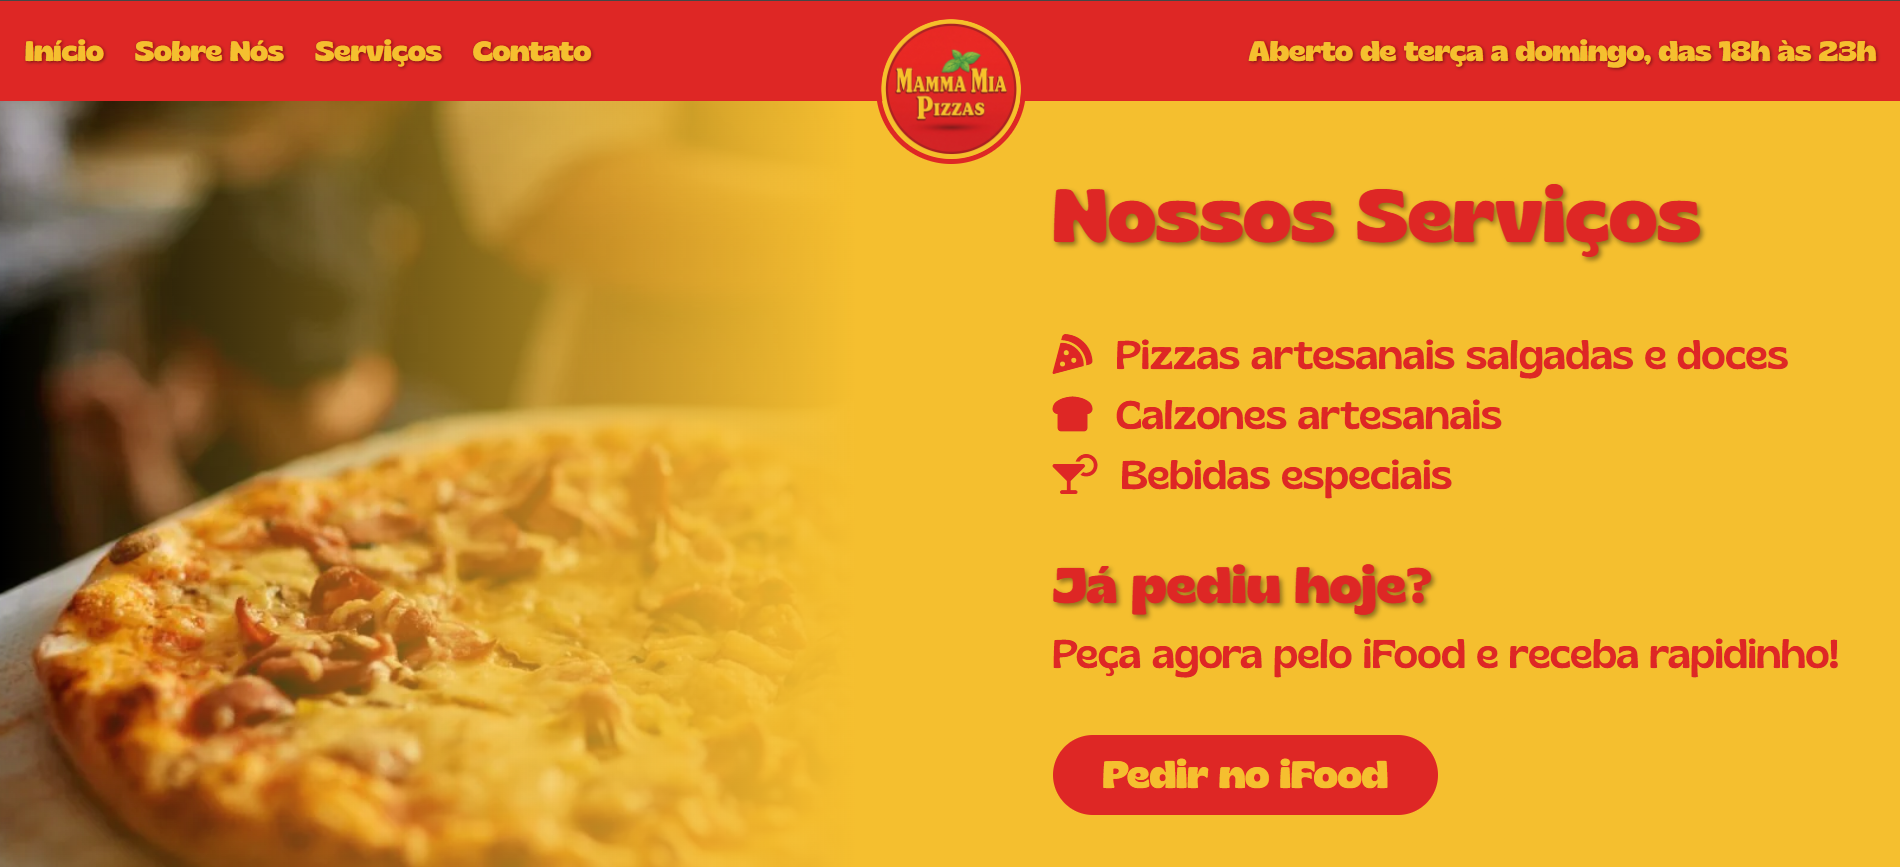 Início
Sobre Nós
Serviços
Contato
MAMMA MIA
PIZZAS
Aberto de terça a domingo, das 18h às 23h
Nossos Serviços
Pizzas artesanais salgadas e doces
Calzones artesanais
Bebidas especiais
Já pediu hoje?
Peça agora pelo iFood e receba rapidinho!
Pedir no iFood